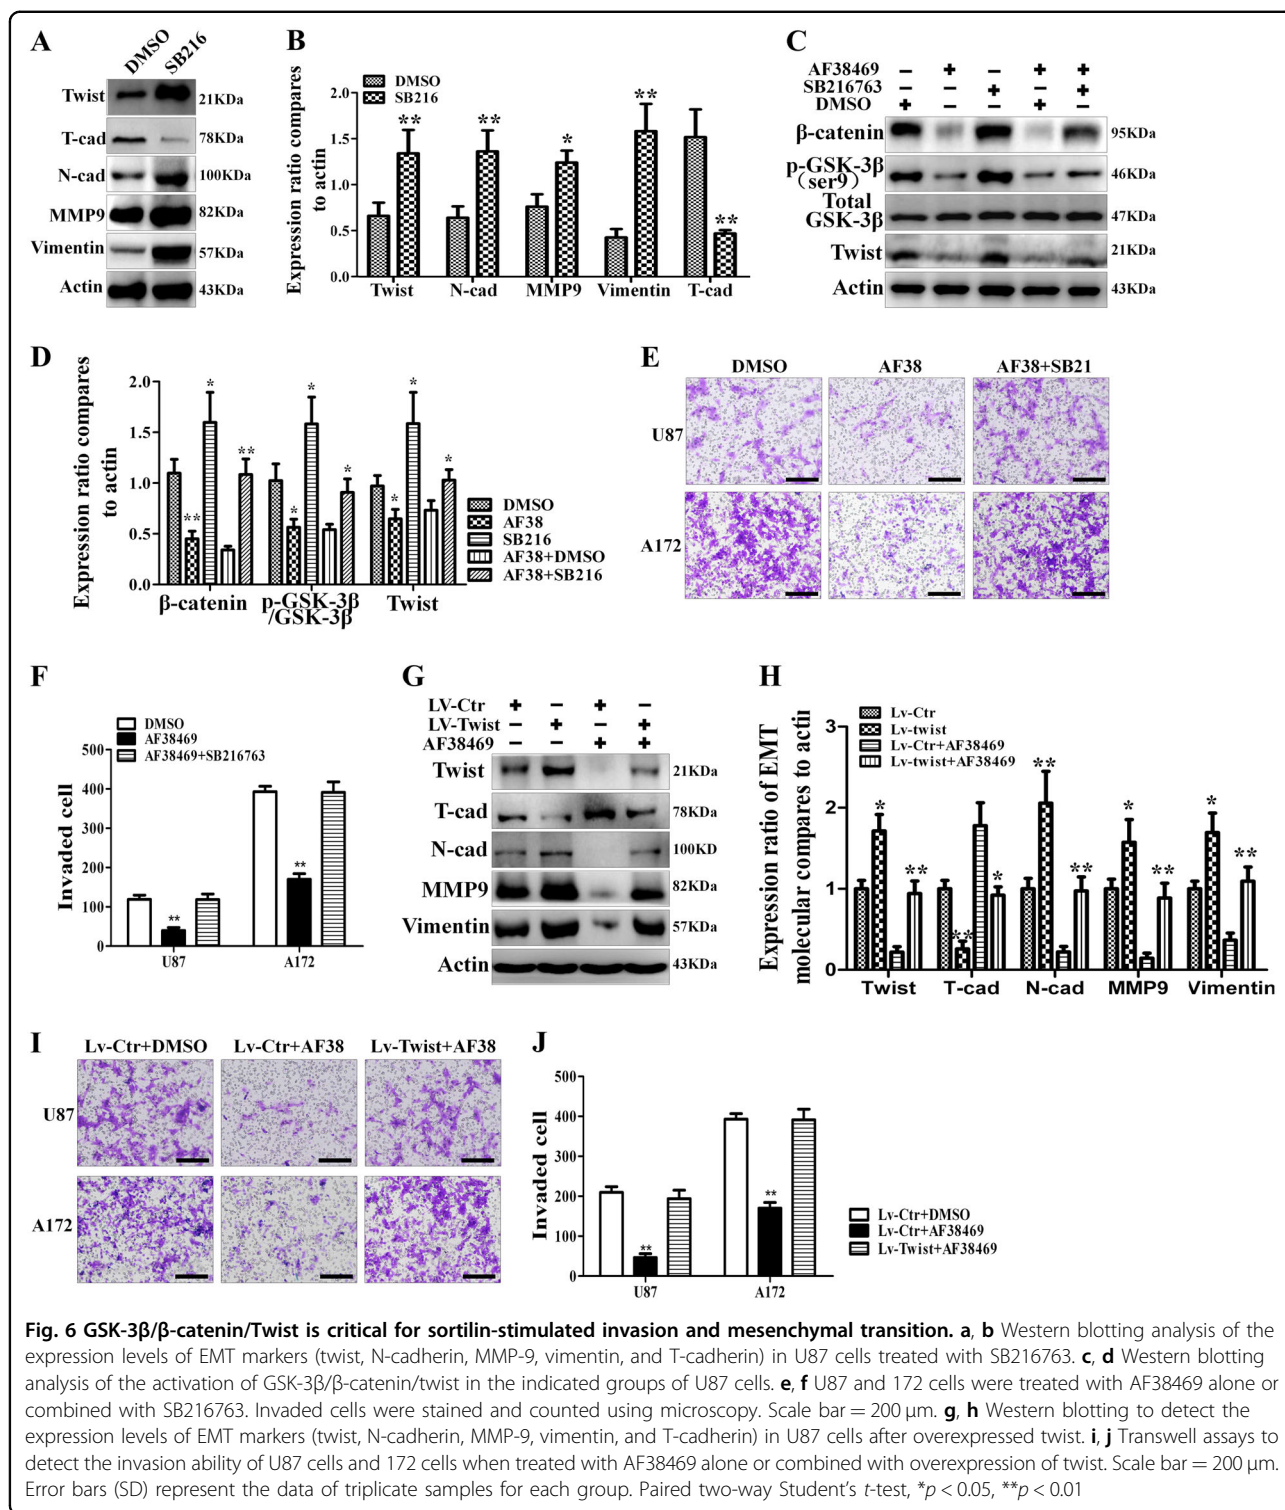 A
DMSO SB216
Twist 21KDa
T-cad 78KDa
N-cad 100KDa
MMP9 82KDa
Vimentin 57KDa
Actin 43KDa
B
Expression ratio compares
to actin
2.0
1.5
1.0
0.5
0.0
DMSO
SB216
** ** * ** **
Twist N-cad MMP9 Vimentin T-cad
C
AF38469 – + – + +
SB216763 – – + – +
DMSO + – – + –
β-catenin 95KDa
p-GSK-3β
(ser9) 46KDa
Total
GSK-3β 47KDa
Twist 21KDa
Actin 43KDa
D
Expression ratio compares
to actin
2.0
1.5
1.0
0.5
0.0
** * ** * * * * * *
β-catenin p-GSK-3β
/GSK-3β Twist
DMSO
AF38
SB216
AF38+DMSO
AF38+SB216
E
DMSO AF38 AF38+SB21
U87
A172
F
Invaded cell
500
400
300
200
100
0
DMSO
AF38469
AF38469+SB216763
** **
U87 A172
G
LV-Ctr + – + –
LV-Twist – + – +
AF38469 – – + +
Twist 21KDa
T-cad 78KDa
N-cad 100KD
MMP9 82KDa
Vimentin 57KDa
Actin 43KDa
H
Expression ratio of EMT
molecular compares to actin
3
2
1
0
Lv-Ctr
Lv-twist
Lv-Ctr+AF38469
Lv-twist+AF38469
* ** ** * ** ** * ** * **
Twist T-cad N-cad MMP9 Vimentin
I
Lv-Ctr+DMSO Lv-Ctr+AF38 Lv-Twist+AF38
U87
A172
J
Invaded cell
500
400
300
200
100
0
** **
U87 A172
Lv-Ctr+DMSO
Lv-Ctr+AF38469
Lv-Twist+AF38469
Fig. 6 GSK-3β/β-catenin/Twist is critical for sortilin-stimulated invasion and mesenchymal transition. a, b Western blotting analysis of the
expression levels of EMT markers (twist, N-cadherin, MMP-9, vimentin, and T-cadherin) in U87 cells treated with SB216763. c, d Western blotting
analysis of the activation of GSK-3β/β-catenin/twist in the indicated groups of U87 cells. e, f U87 and 172 cells were treated with AF38469 alone or
combined with SB216763. Invaded cells were stained and counted using microscopy. Scale bar = 200 μm. g, h Western blotting to detect the
expression levels of EMT markers (twist, N-cadherin, MMP-9, vimentin, and T-cadherin) in U87 cells after overexpressed twist. i, j Transwell assays to
detect the invasion ability of U87 cells and 172 cells when treated with AF38469 alone or combined with overexpression of twist. Scale bar = 200 μm.
Error bars (SD) represent the data of triplicate samples for each group. Paired two-way Student's t-test, *p < 0.05, **p < 0.01